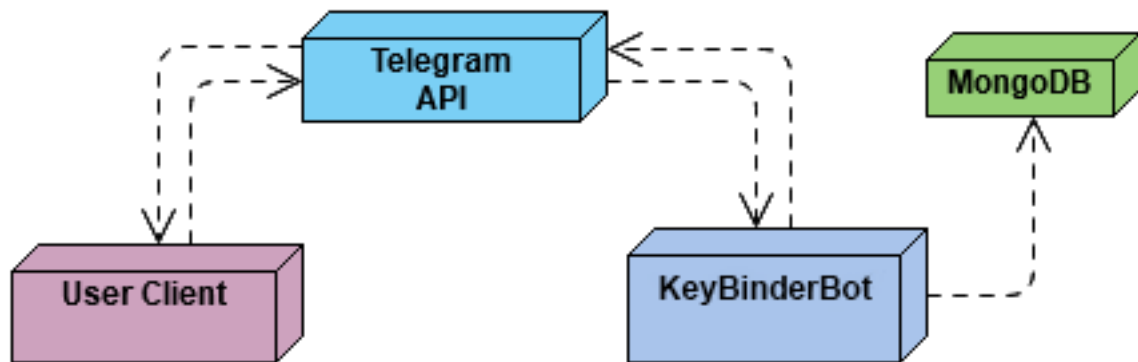 Telegram
API
MongoDB
User Client
KeyBinderBot